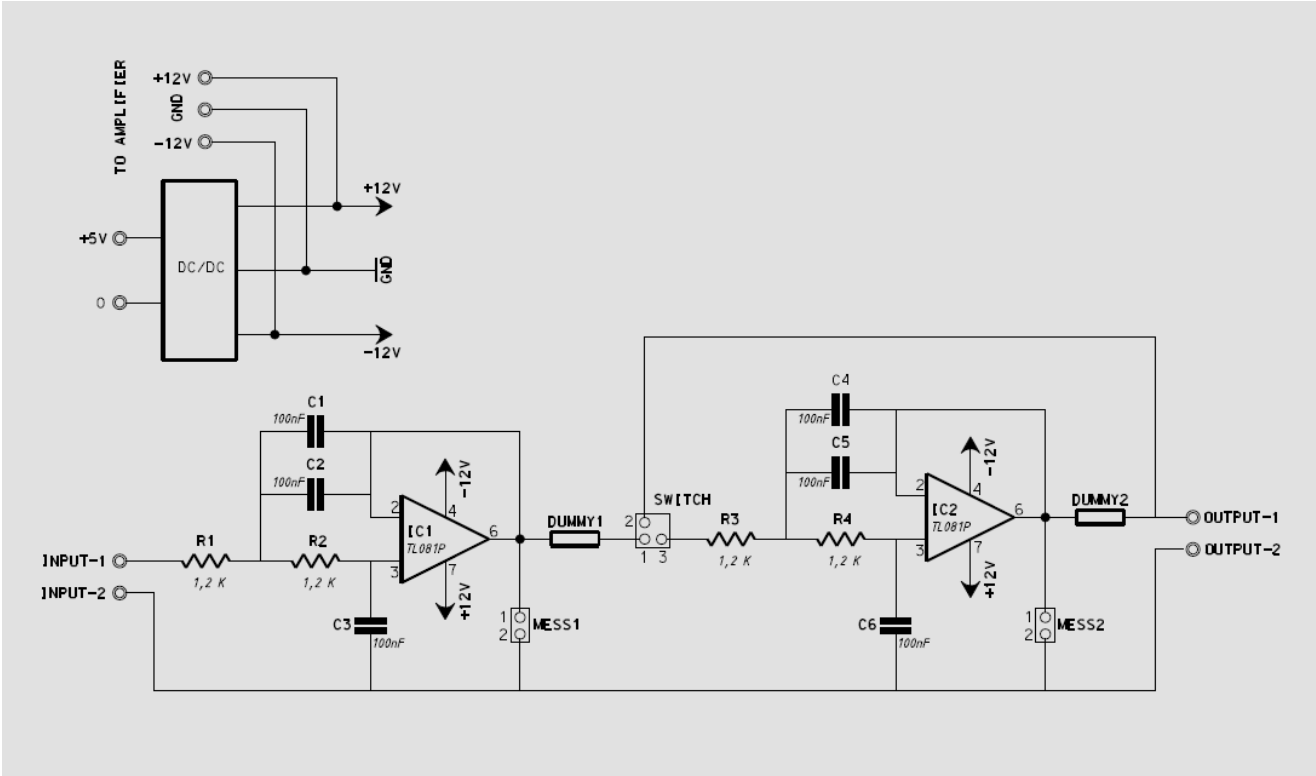 TO AMPLIFIER
+12V
GND
-12V
+12V
+5V
DC/DC
GND
0
-12V
C4
100nF
C1
100nF
C5
100nF
-12V
C2
100nF
-12V
SWITCH
2
4
IC2
TL081P
6
DUMMY2
2
4
IC1
TL081P
6
DUMMY1
2
1 3
R3
1,2 K
R4
1,2 K
3
7
+12V
OUTPUT-1
OUTPUT-2
INPUT-1
INPUT-2
R1
1,2 K
R2
1,2 K
3
7
+12V
C3
100nF
1
2
MESS1
C6
100nF
1
2
MESS2